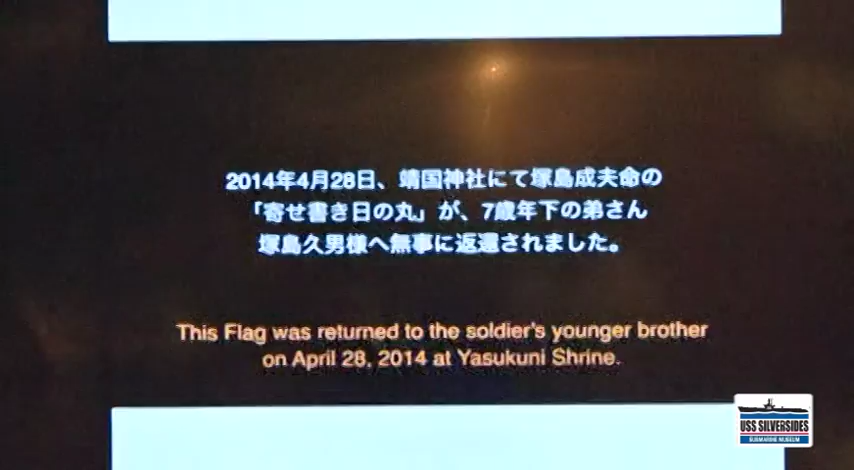 2014年4月28日、靖国神社にて塚島成夫命の
「寄せ書き日の丸」が、7歳年下の弟さん
塚島久男様へ無事に返還されました。
This Flag was returned to the soldier's younger brother
on April 28, 2014 at Yasukuni Shrine.
USS SILVERSIDES
SUBMARINE MUSEUM